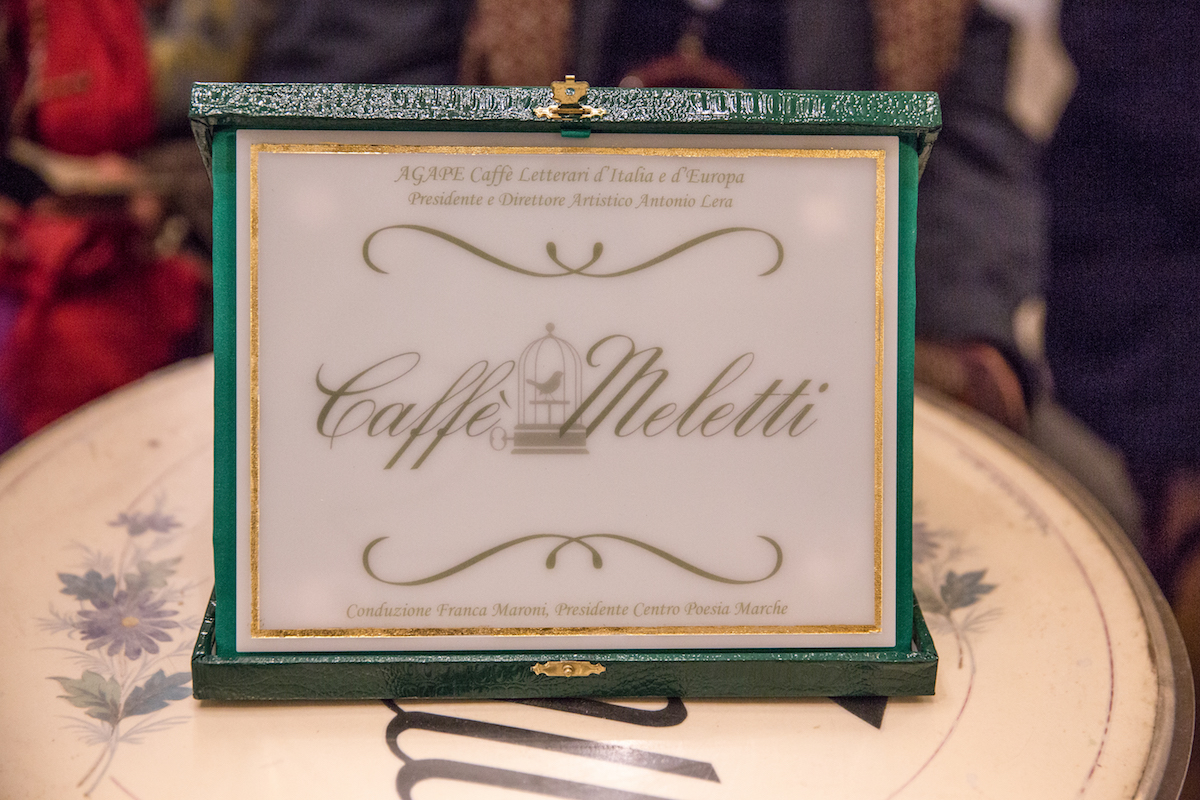 AGAPE Caffè Letterari d'Italia e d'Europa
Presidente e Direttore Artistico Antonio Lera
Caffè Meletti
Conduzione Franca Maroni, Presidente Centro Poesia Marche